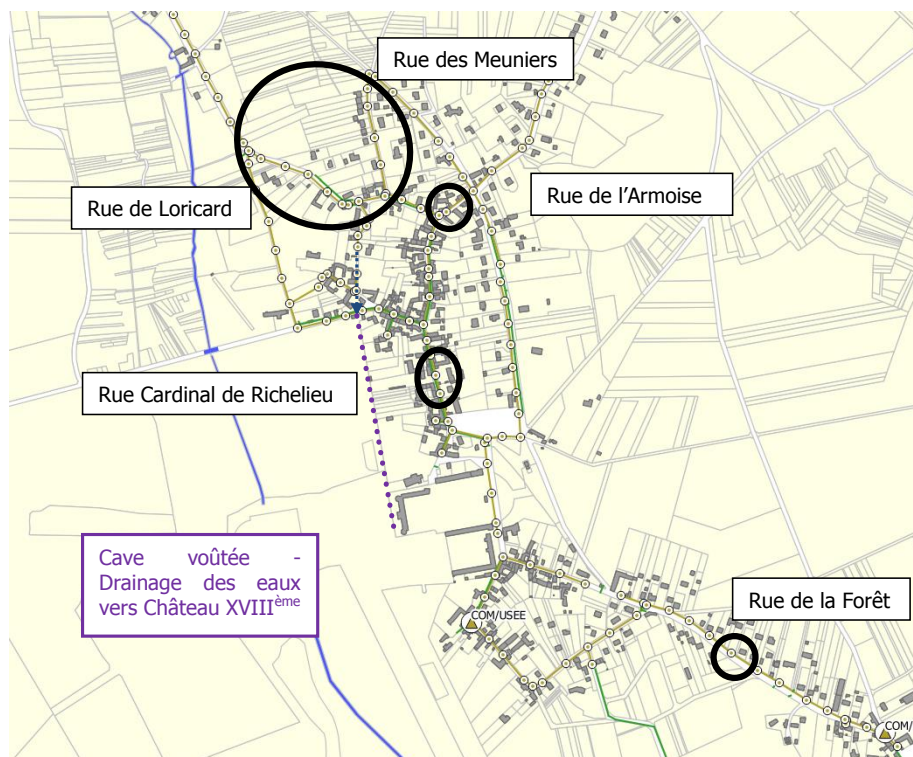 Rue des Meuniers
Rue de l'Armoise
Rue de Loricard
Rue Cardinal de Richelieu
Cave voûtée -
Drainage des eaux
vers Château XVIIIème
Rue de la Forêt
COM/USEE
COM/